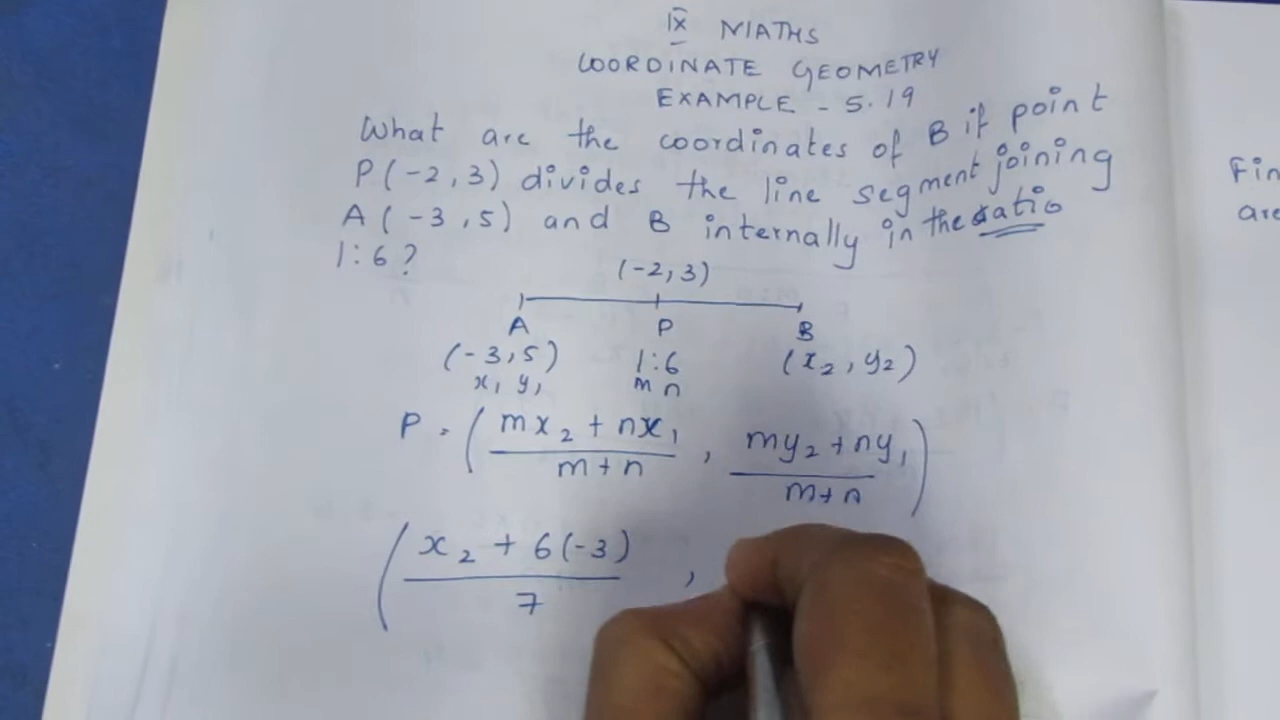 IX MATHS
COORDINATE GEOMETRY
EXAMPLE - 5.19
What are the coordinates of B if point
P(-2,3) divides the line segment joining
A(-3,5) and B internally in the ratio
1:6?
(-2,3)
A P B
(-3,5) 1:6 (x₂, y₂)
x₁ y₁ m n
P = ( mx₂ + nx₁ / m + n , my₂ + ny₁ / m + n )
( x₂ + 6(-3) / 7 ,
Fin
are